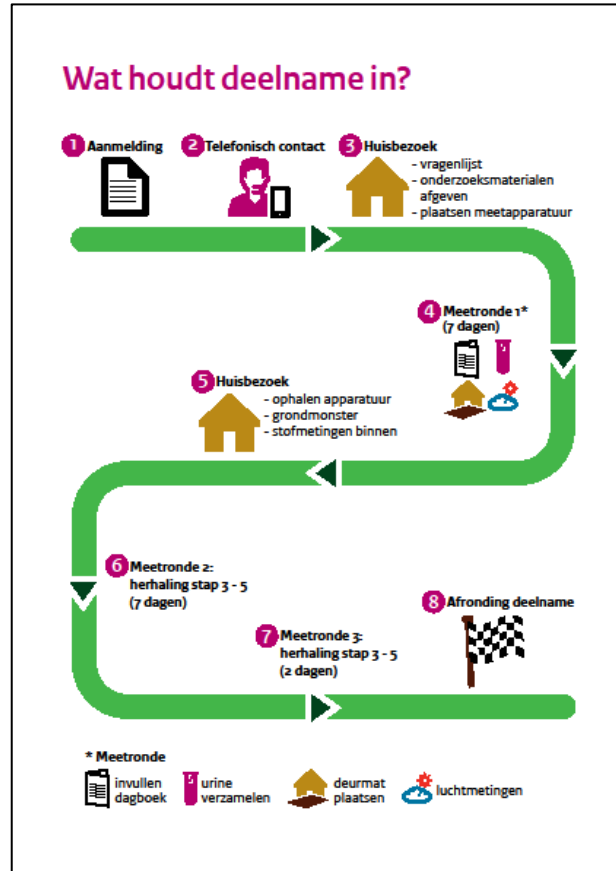 Wat houdt deelname in?
1 Aanmelding
2 Telefonisch contact
3 Huisbezoek
- vragenlijst
- onderzoeksmaterialen
afgeven
- plaatsen meetapparatuur
4 Meetronde 1*
(7 dagen)
5 Huisbezoek
- ophalen apparatuur
- grondmonster
- stofmetingen binnen
6 Meetronde 2:
herhaling stap 3 - 5
(7 dagen)
7 Meetronde 3:
herhaling stap 3 - 5
(2 dagen)
8 Afronding deelname
* Meetronde
invullen
dagboek
urine
verzamelen
deurmat
plaatsen
luchtmetingen